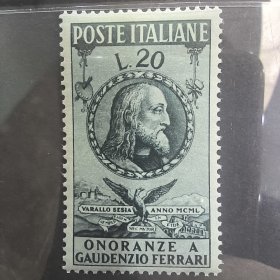 POSTE ITALIANE
L.20
VARALLO SESIA ANNO MCML
ONORANZE A
GAUDENZIO FERRARI